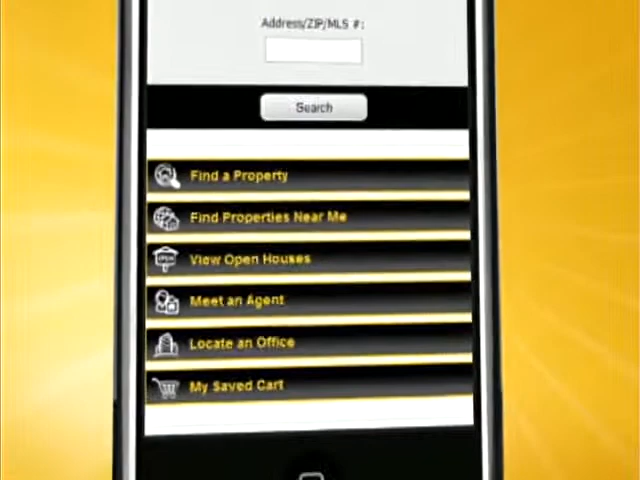 Address/ZIP/MLS #:
Search
Find a Property
Find Properties Near Me
OPEN
View Open Houses
Meet an Agent
Locate an Office
My Saved Cart